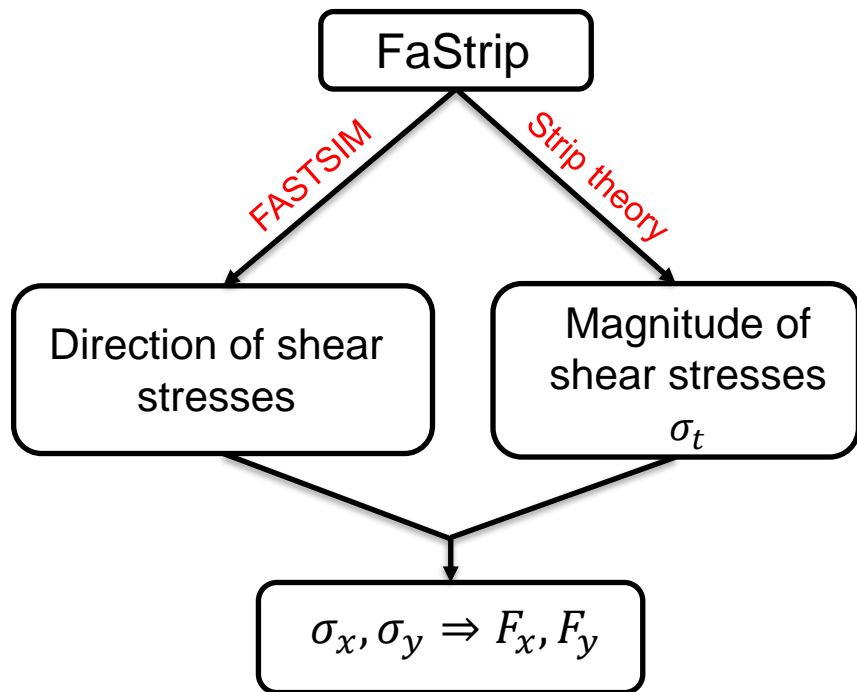 FaStrip
FASTSIM
Strip theory
Direction of shear
stresses
Magnitude of
shear stresses
σ_t
σ_x, σ_y ⇒ F_x, F_y